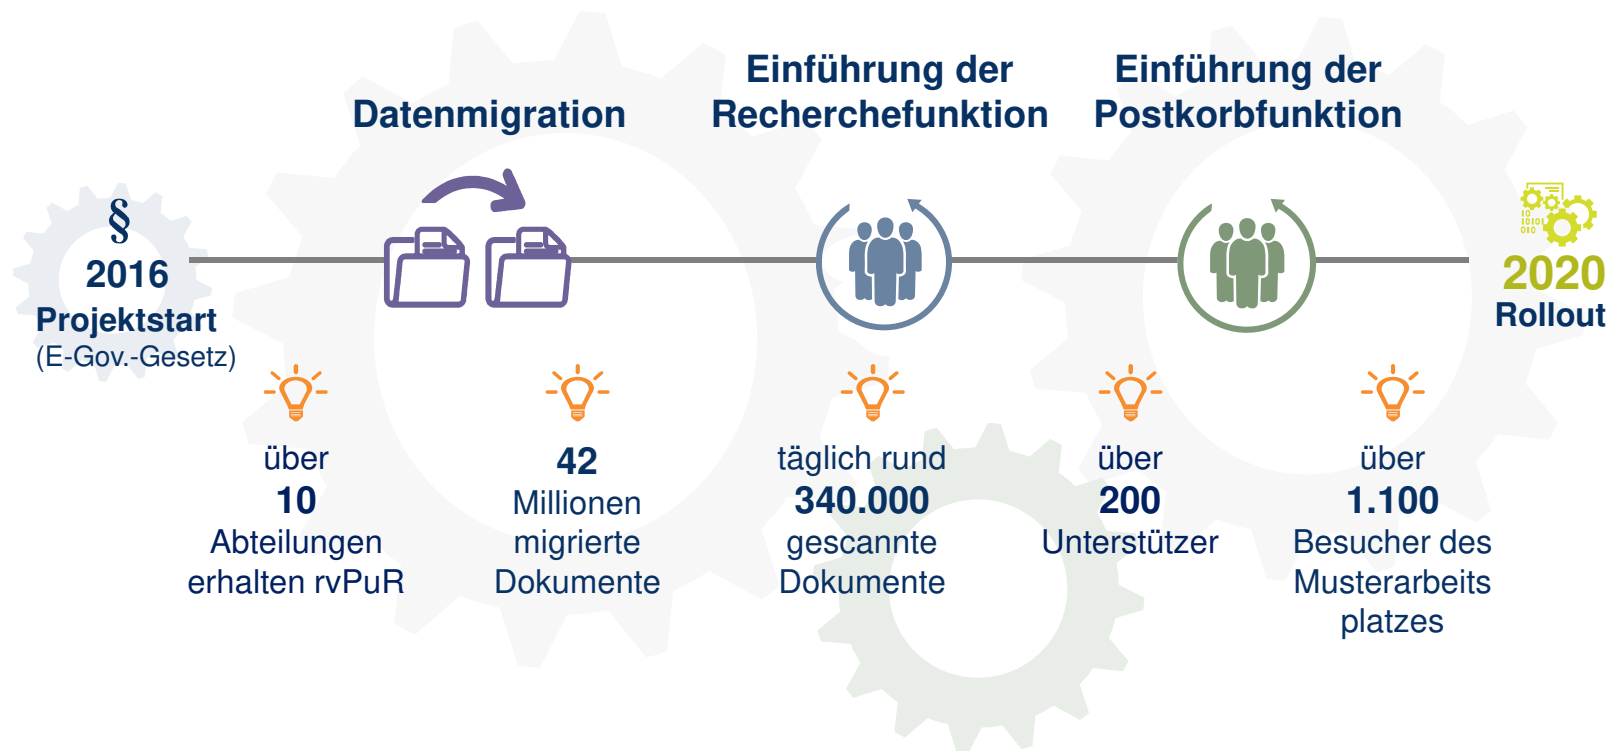 Datenmigration
Einführung der
Recherchefunktion
Einführung der
Postkorbfunktion
§
2016
Projektstart
(E-Gov.-Gesetz)
2020
Rollout
über
10
Abteilungen
erhalten rvPuR
42
Millionen
migrierte
Dokumente
täglich rund
340.000
gescannte
Dokumente
über
200
Unterstützer
über
1.100
Besucher des
Musterarbeits
platzes